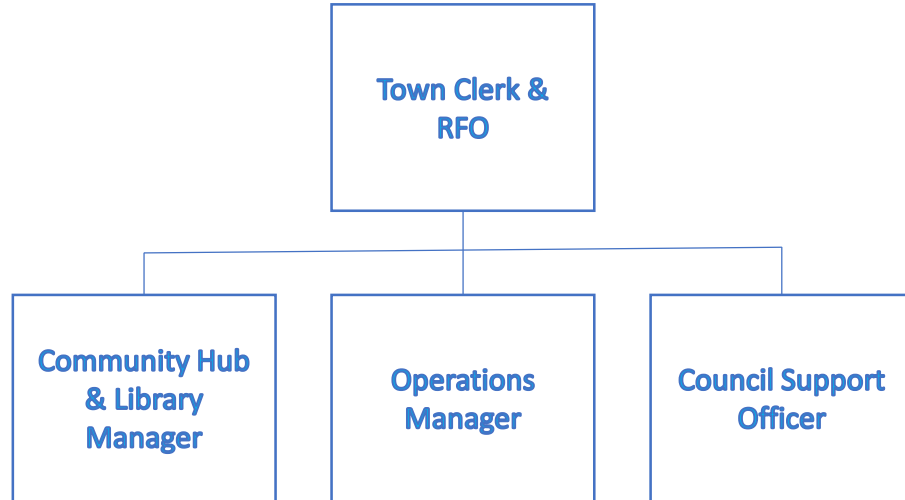 Town Clerk &
RFO
Community Hub
& Library
Manager
Operations
Manager
Council Support
Officer